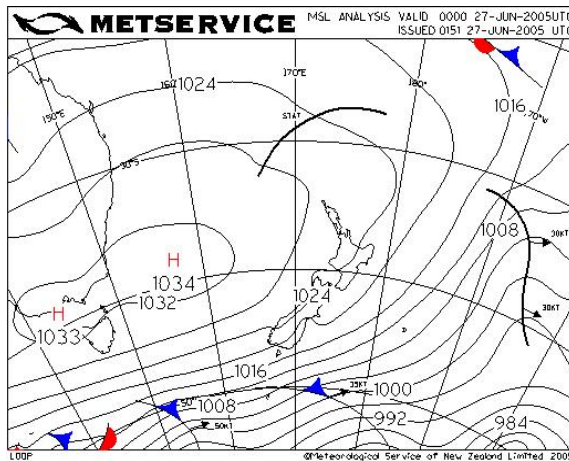 METSERVICE
MSL ANALYSIS VALID 0000 27-JUN-2005UTC
ISSUED 0151 27-JUN-2005 UTC
170°E
180°
1024
1016
170°W
150°E
STAT
30°S
1008
30KT
H
1034
1032
1024
H
1033
30KT
1016
35KT
1000
50°
1008
50KT
992
984
LOOP
©Meteorological Service of New Zealand Limited 2005